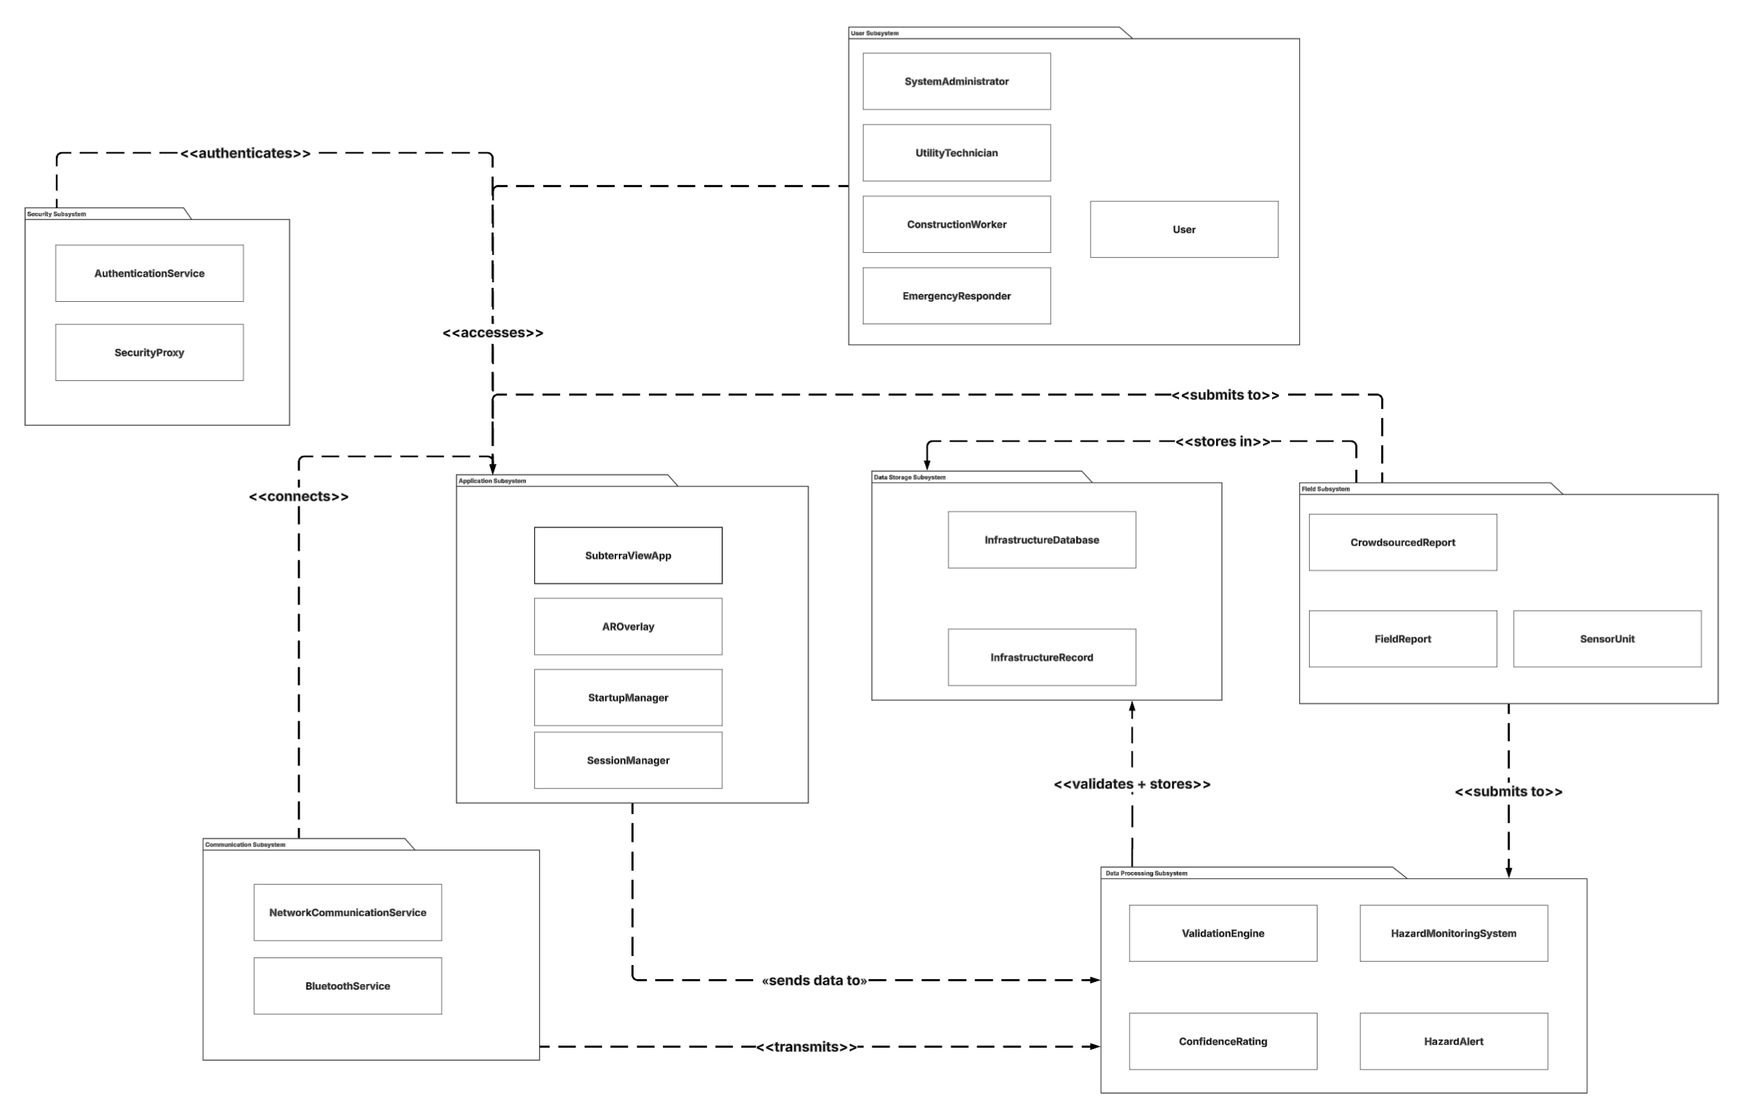 User Subsystem
SystemAdministrator
UtilityTechnician
ConstructionWorker
EmergencyResponder
User
<<authenticates>>
Security Subsystem
AuthenticationService
SecurityProxy
<<accesses>>
<<submits to>>
<<stores in>>
<<connects>>
Application Subsystem
SubterraViewApp
AROverlay
StartupManager
SessionManager
Data Storage Subsystem
InfrastructureDatabase
InfrastructureRecord
Field Subsystem
CrowdsourcedReport
FieldReport
SensorUnit
<<validates + stores>>
<<submits to>>
Communication Subsystem
NetworkCommunicationService
BluetoothService
«sends data to»
<<transmits>>
Data Processing Subsystem
ValidationEngine
HazardMonitoringSystem
ConfidenceRating
HazardAlert